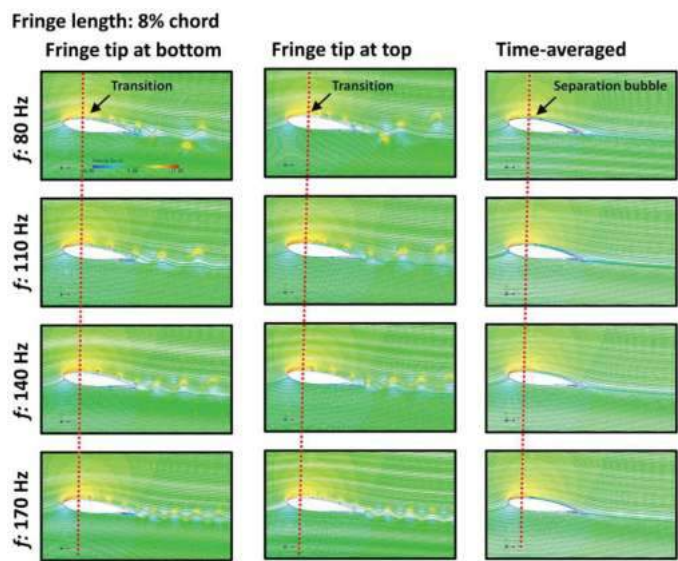 Fringe length: 8% chord
Fringe tip at bottom
Fringe tip at top
Time-averaged
f: 80 Hz
Transition
Transition
Separation bubble
f: 110 Hz
f: 140 Hz
f: 170 Hz